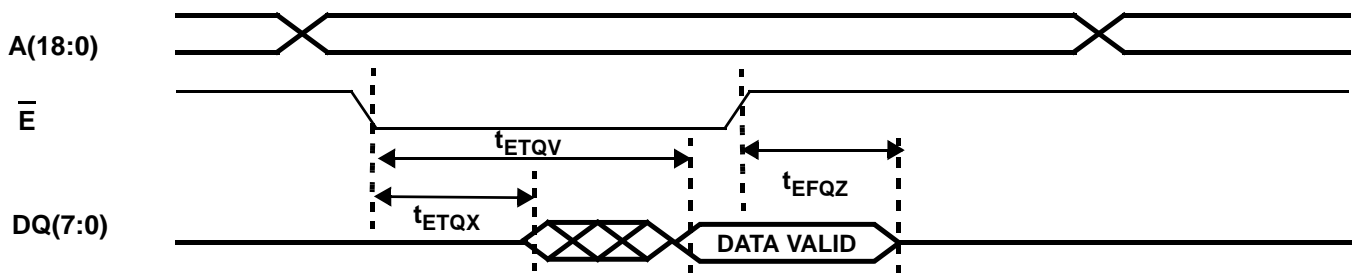 A(18:0)
E
tETQV
tEFQZ
tETQX
DQ(7:0)
DATA VALID